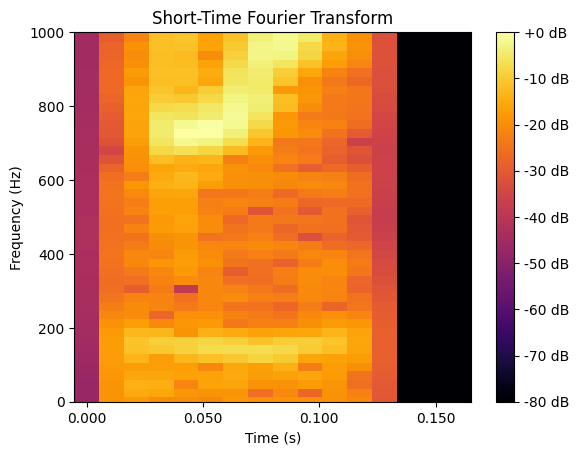 Short-Time Fourier Transform
1000
800
600
400
200
0
Frequency (Hz)
0.000
0.050
0.100
0.150
Time (s)
+0 dB
-10 dB
-20 dB
-30 dB
-40 dB
-50 dB
-60 dB
-70 dB
-80 dB